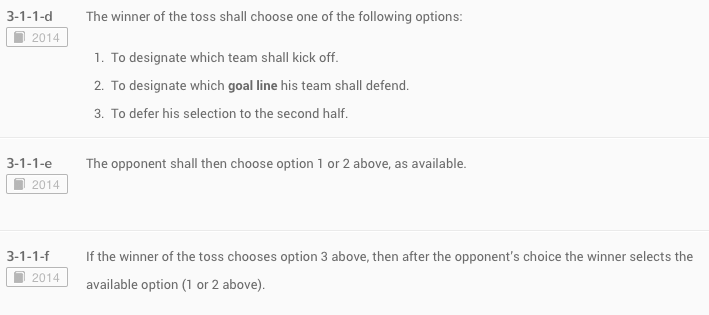 3-1-1-d The winner of the toss shall choose one of the following options:
2014
1. To designate which team shall kick off.
2. To designate which goal line his team shall defend.
3. To defer his selection to the second half.
3-1-1-e The opponent shall then choose option 1 or 2 above, as available.
2014
3-1-1-f If the winner of the toss chooses option 3 above, then after the opponent's choice the winner selects the
2014 available option (1 or 2 above).